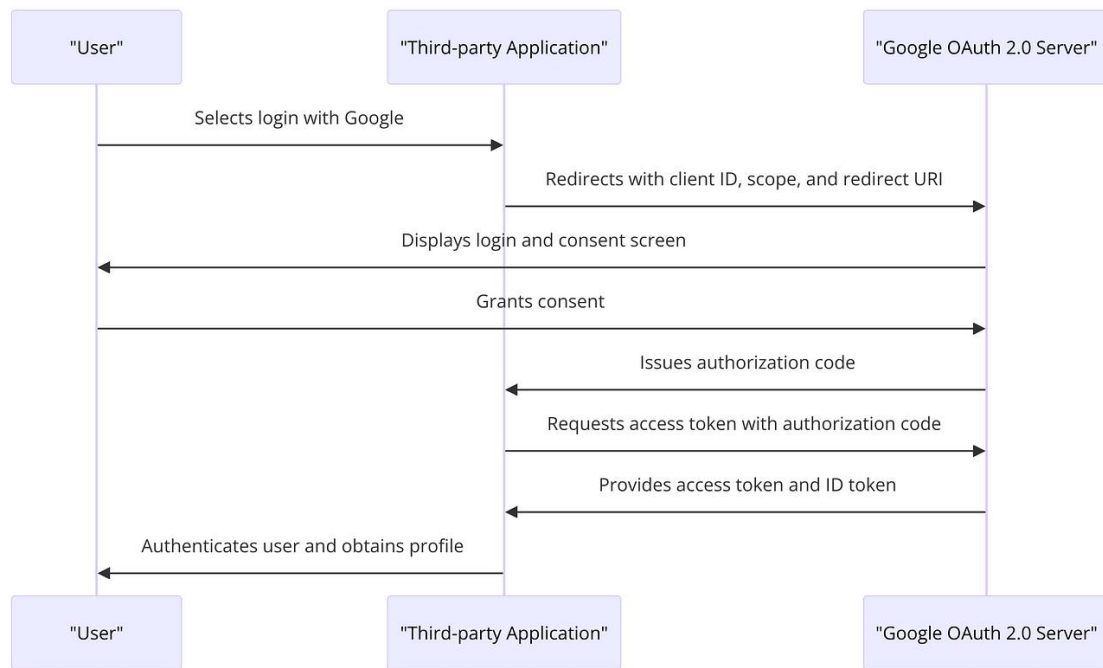 "User"
"Third-party Application"
"Google OAuth 2.0 Server"
Selects login with Google
Redirects with client ID, scope, and redirect URI
Displays login and consent screen
Grants consent
Issues authorization code
Requests access token with authorization code
Provides access token and ID token
Authenticates user and obtains profile
"User"
"Third-party Application"
"Google OAuth 2.0 Server"